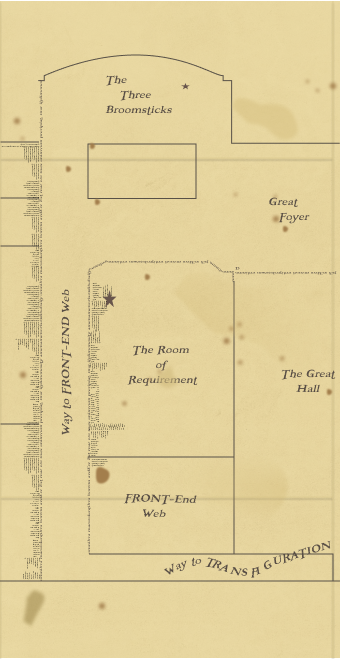 The
Three
Broomsticks
Great
Foyer
Way to FRONT-END Web
The Room
of
Requirement
The Great
Hall
FRONT-End
Web
Way to TRANSFIGURATION